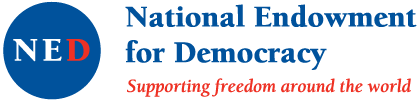 NED
National Endowment
for Democracy
Supporting freedom around the world